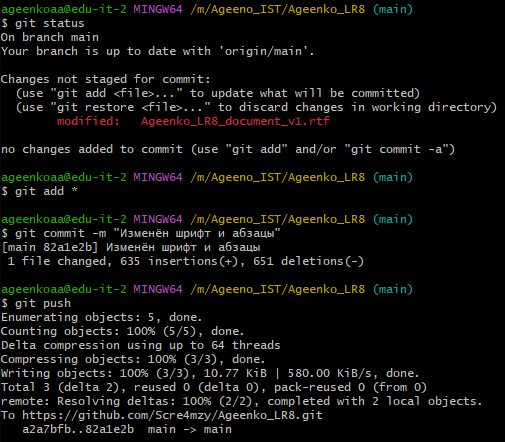 ageenkoaa@edu-it-2 MINGW64 /m/Ageeno_IST/Ageenko_LR8 (main)
$ git status
On branch main
Your branch is up to date with 'origin/main'.
Changes not staged for commit:
(use "git add <file>..." to update what will be committed)
(use "git restore <file>..." to discard changes in working directory)
modified:   Ageenko_LR8_document_v1.rtf
no changes added to commit (use "git add" and/or "git commit -a")
ageenkoaa@edu-it-2 MINGW64 /m/Ageeno_IST/Ageenko_LR8 (main)
$ git add *
ageenkoaa@edu-it-2 MINGW64 /m/Ageeno_IST/Ageenko_LR8 (main)
$ git commit -m "Изменён шрифт и абзацы"
[main 82a1e2b] Изменён шрифт и абзацы
1 file changed, 635 insertions(+), 651 deletions(-)
ageenkoaa@edu-it-2 MINGW64 /m/Ageeno_IST/Ageenko_LR8 (main)
$ git push
Enumerating objects: 5, done.
Counting objects: 100% (5/5), done.
Delta compression using up to 64 threads
Compressing objects: 100% (3/3), done.
Writing objects: 100% (3/3), 10.77 KiB | 580.00 KiB/s, done.
Total 3 (delta 2), reused 0 (delta 0), pack-reused 0 (from 0)
remote: Resolving deltas: 100% (2/2), completed with 2 local objects.
To https://github.com/Scre4mzy/Ageenko_LR8.git
a2a7bfb..82a1e2b  main -> main